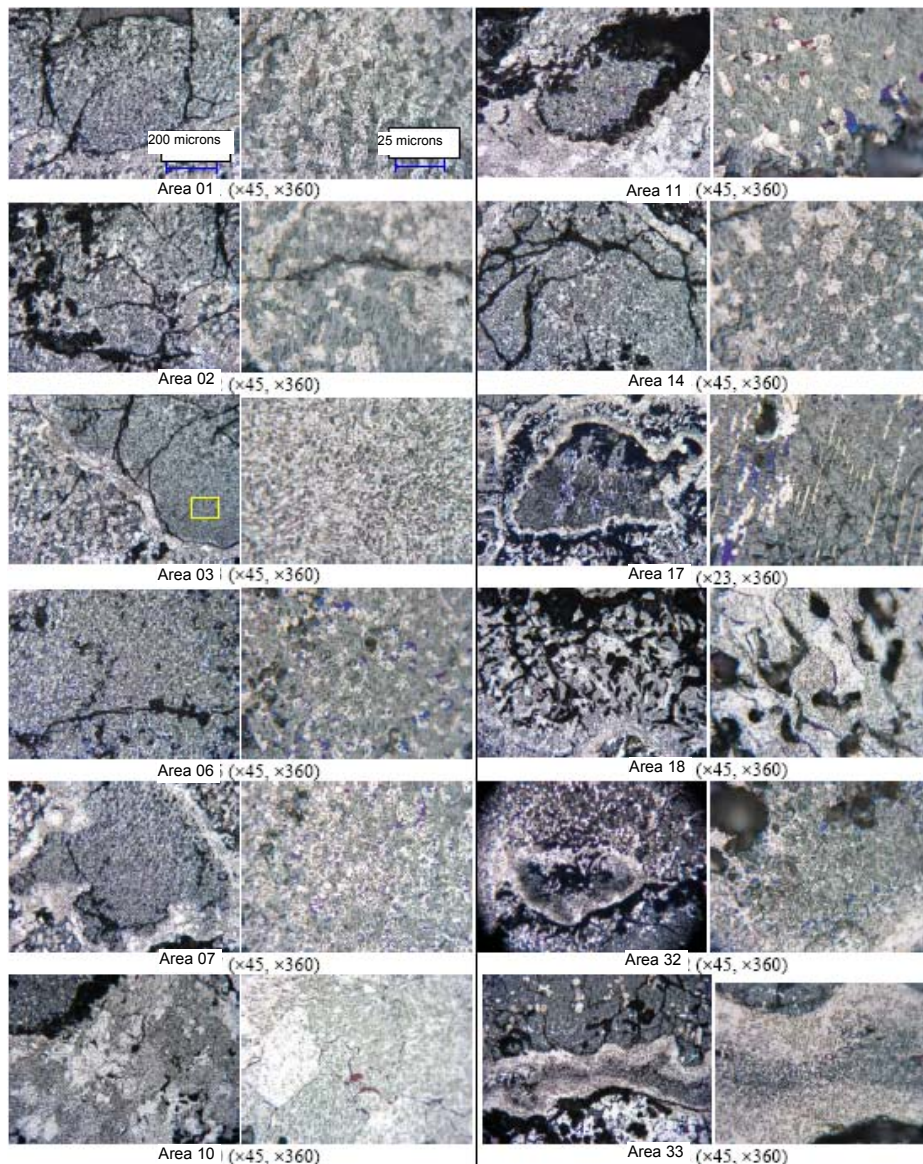 200 microns
25 microns
Area 01 (×45, ×360)
Area 02 (×45, ×360)
Area 03 (×45, ×360)
Area 06 (×45, ×360)
Area 07 (×45, ×360)
Area 10 (×45, ×360)
Area 11 (×45, ×360)
Area 14 (×45, ×360)
Area 17 (×23, ×360)
Area 18 (×45, ×360)
Area 32 (×45, ×360)
Area 33 (×45, ×360)